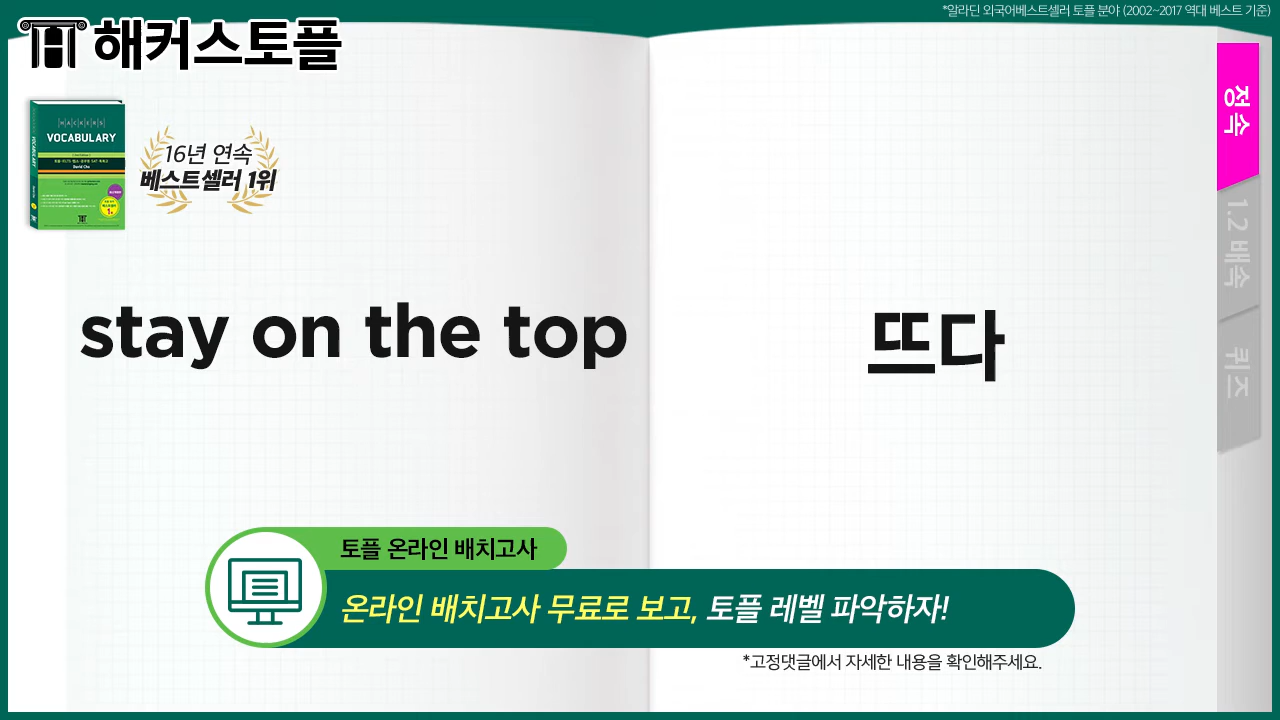 *알라딘 외국어베스트셀러 토플 분야 (2002~2017 역대 베스트 기준)
해커스토플
HACKERS
VOCABULARY
16년 연속
베스트셀러 1위
stay on the top
뜨다
정속
1.2 배속
퀴즈
토플 온라인 배치고사
온라인 배치고사 무료로 보고, 토플 레벨 파악하자!
*고정댓글에서 자세한 내용을 확인해주세요.